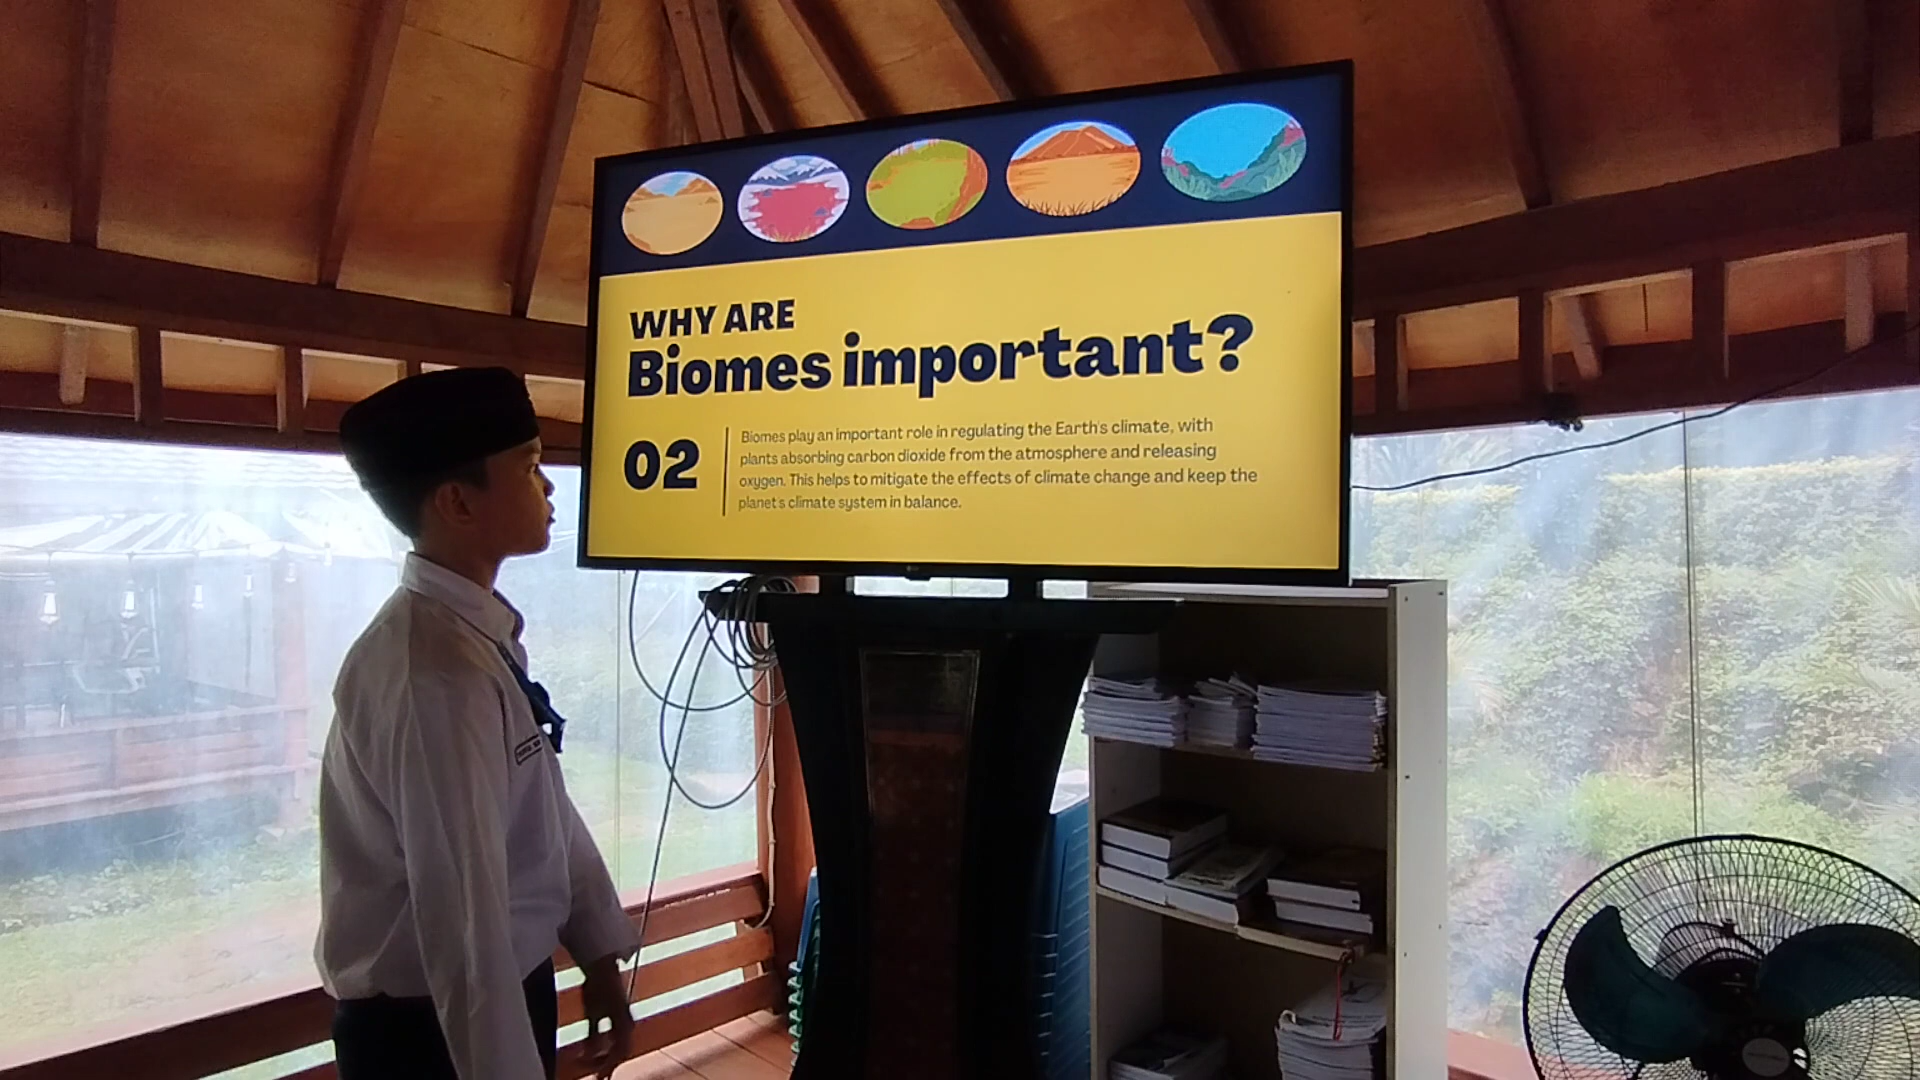 WHY ARE
Biomes important?
02
Biomes play an important role in regulating the Earth's climate, with
plants absorbing carbon dioxide from the atmosphere and releasing
oxygen. This helps to mitigate the effects of climate change and keep the
planet's climate system in balance.